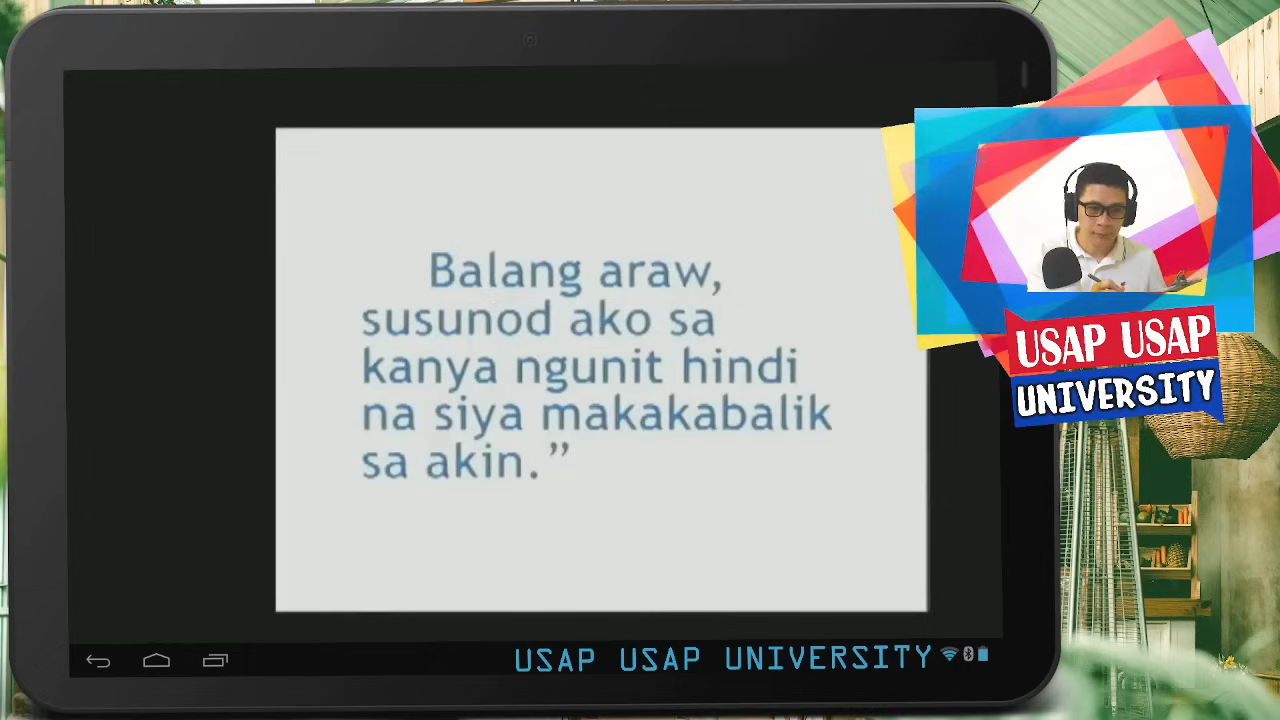 Balang araw,
susunod ako sa
kanya ngunit hindi
na siya makakabalik
sa akin.”
USAP USAP
UNIVERSITY
USAP USAP UNIVERSITY